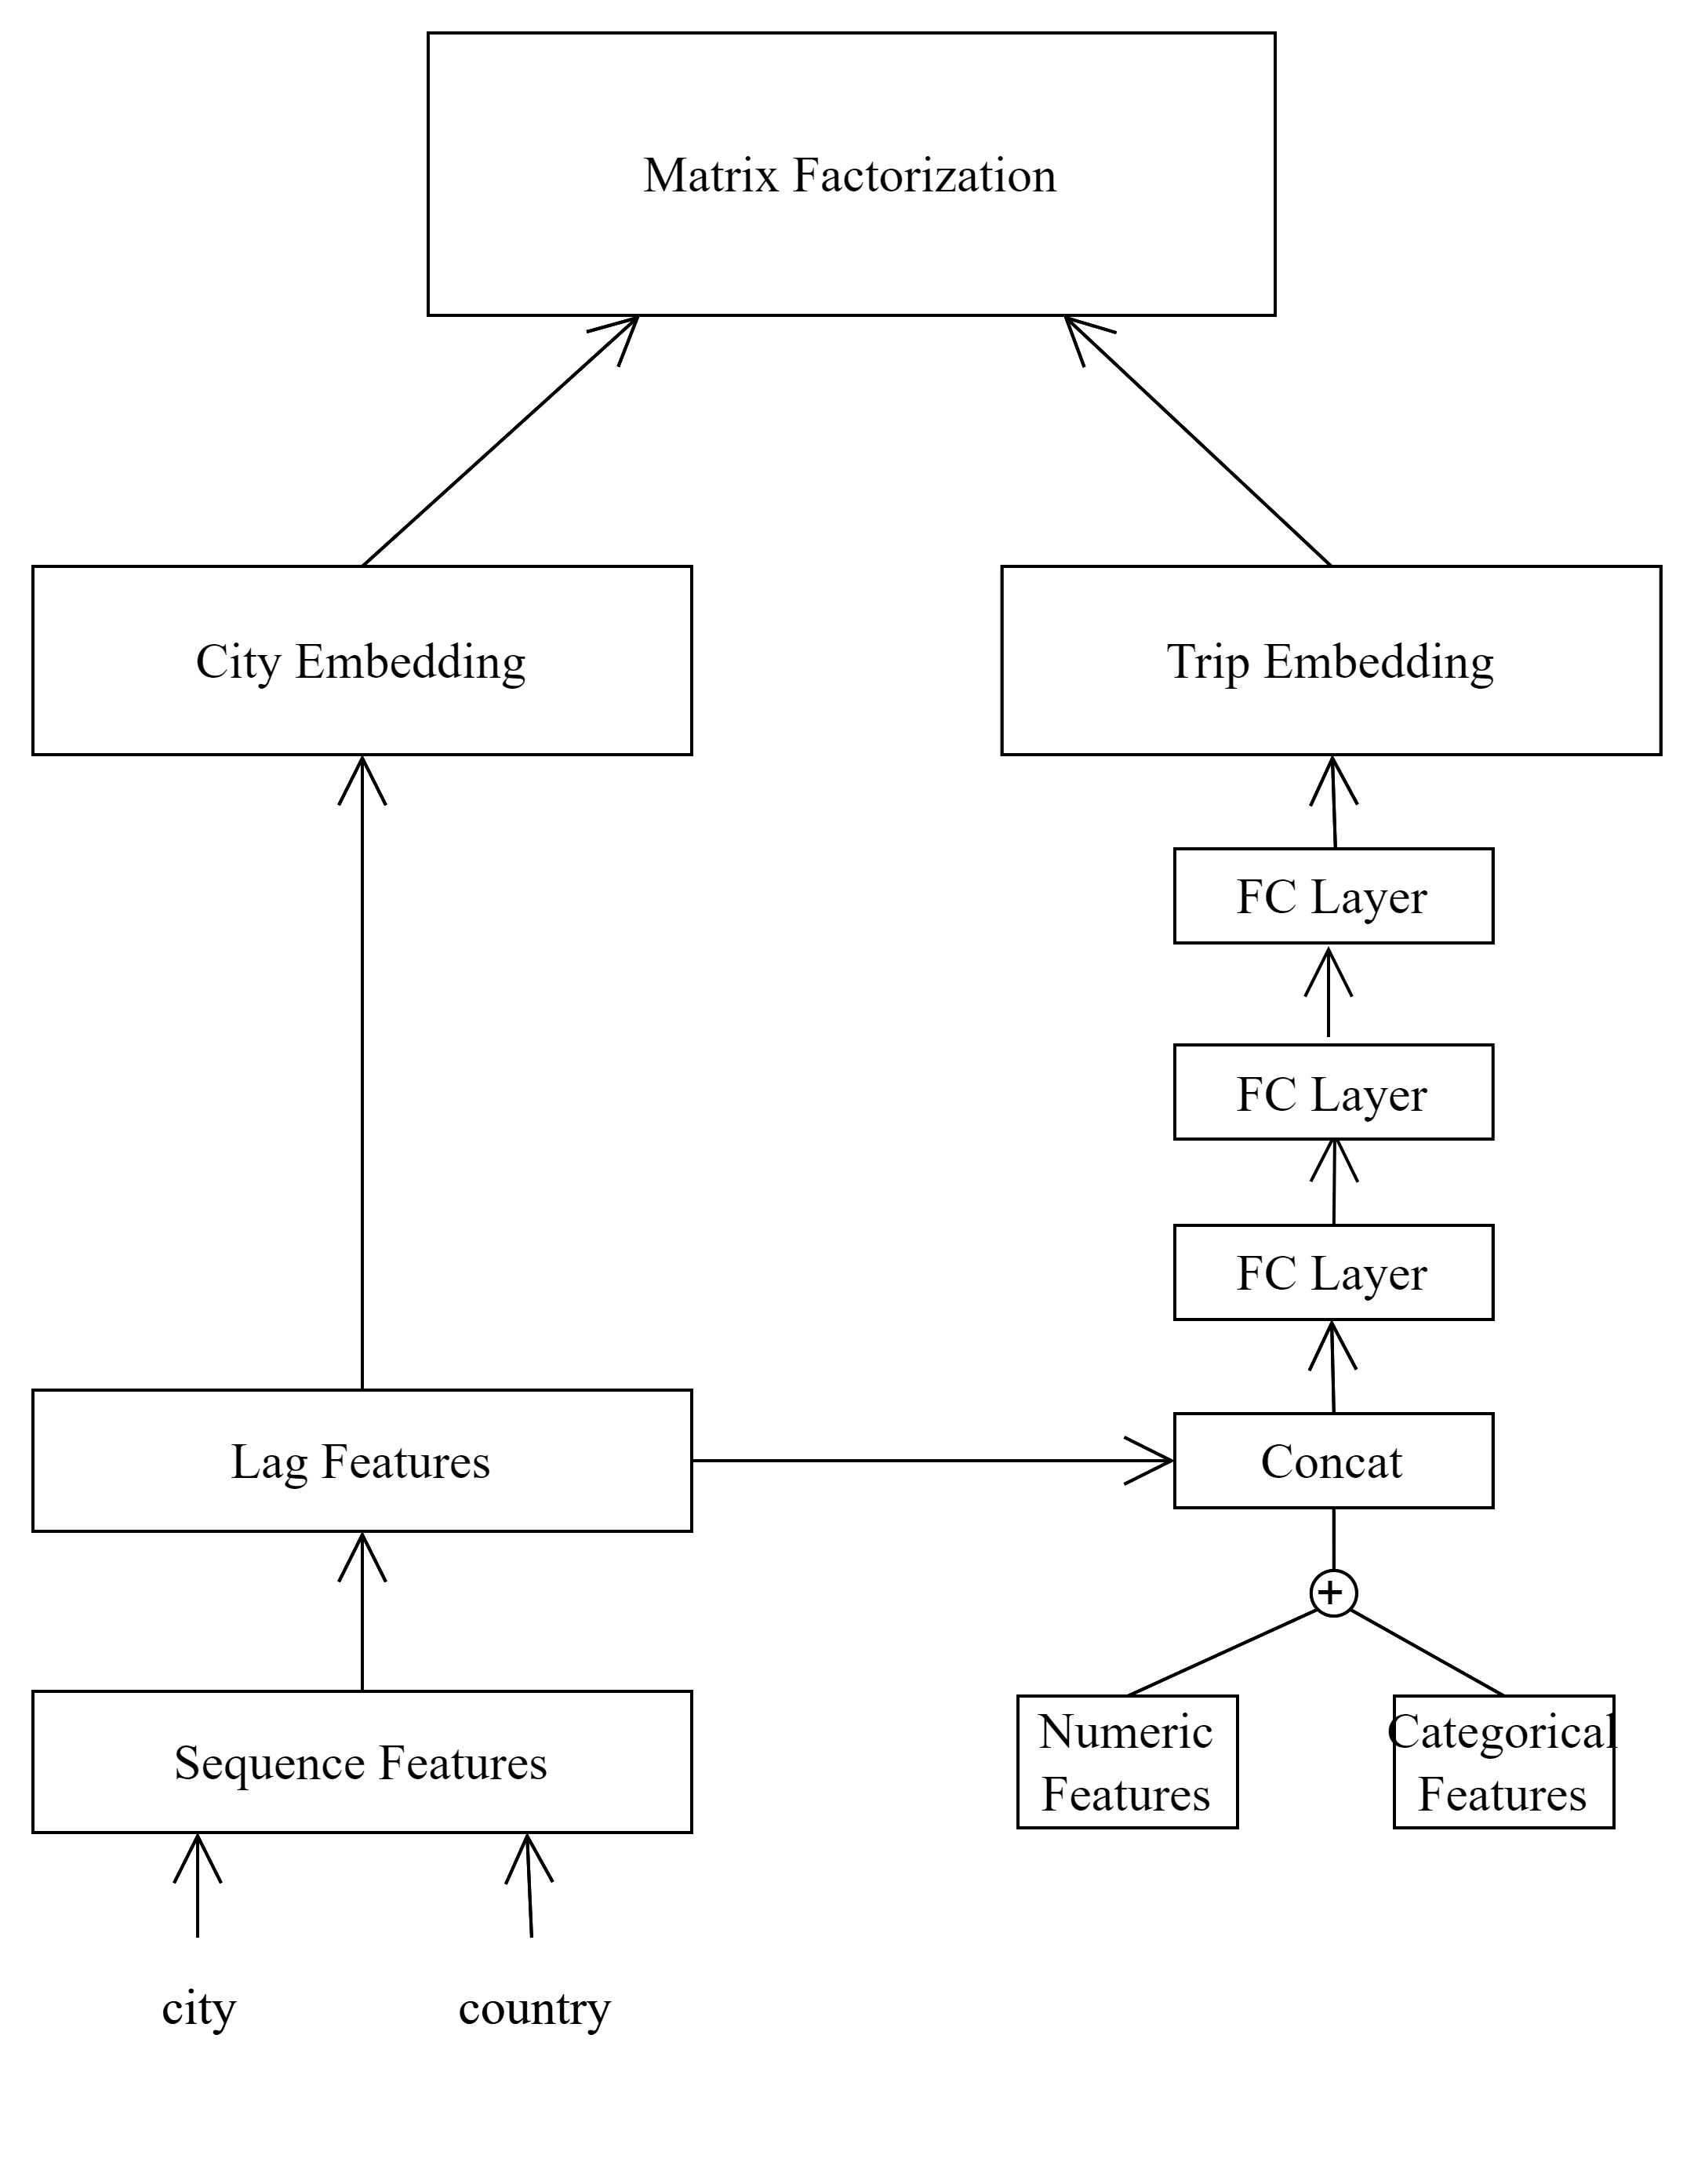 Matrix Factorization
City Embedding
Trip Embedding
FC Layer
FC Layer
FC Layer
Lag Features
Concat
+
Sequence Features
Numeric
Features
Categorical
Features
city
country